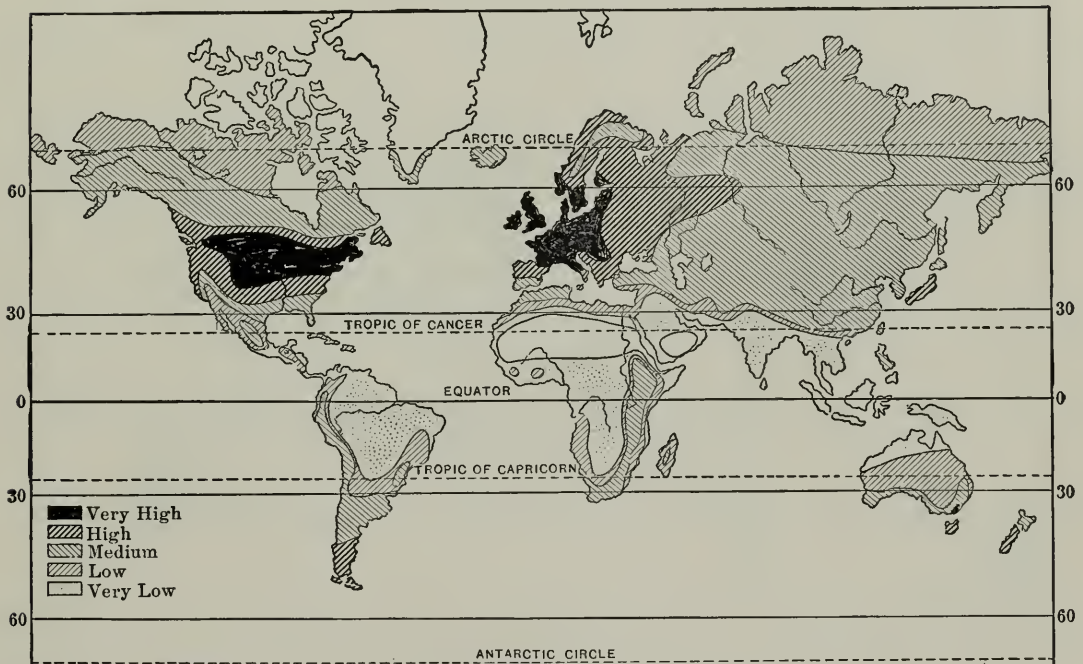 ARCTIC CIRCLE
60 60
30 30
TROPIC OF CANCER
EQUATOR
0 0
TROPIC OF CAPRICORN
30 30
Very High
High
Medium
Low
Very Low
60 60
ANTARCTIC CIRCLE